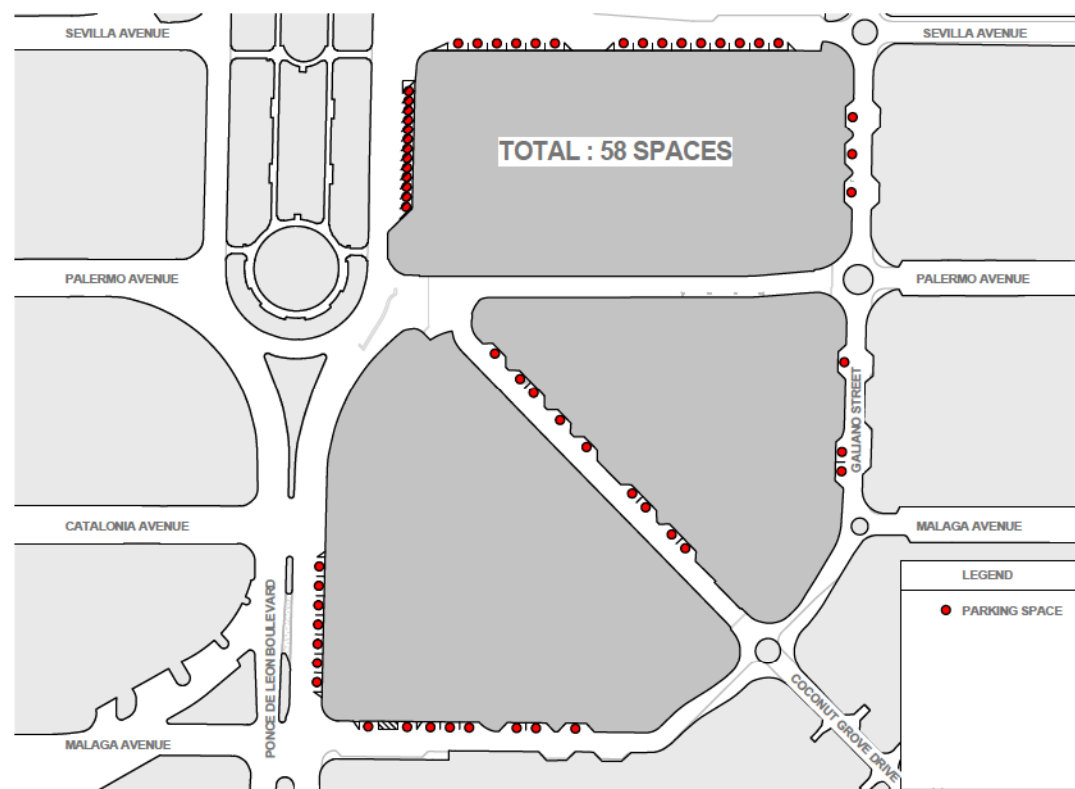 SEVILLA AVENUE
SEVILLA AVENUE
TOTAL : 58 SPACES
PALERMO AVENUE
PALERMO AVENUE
GALIANO STREET
CATALONIA AVENUE
MALAGA AVENUE
LEGEND
PARKING SPACE
PONCE DE LEON BOULEVARD
COCONUT GROVE DRIVE
MALAGA AVENUE